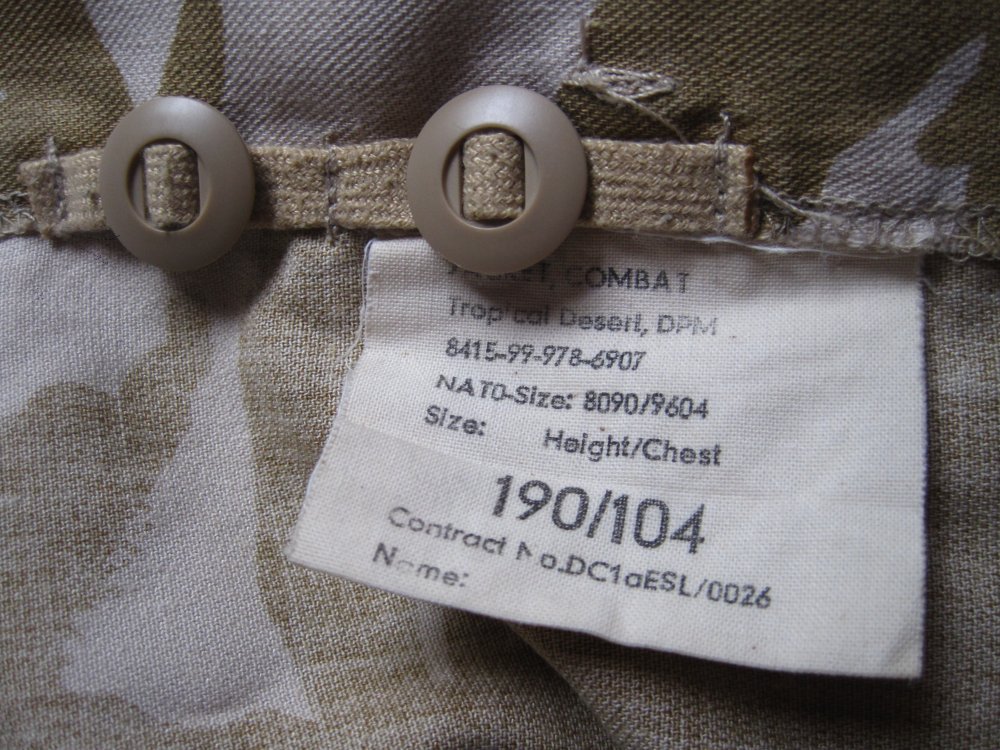 JACKET, COMBAT
Tropical Desert, DPM
8415-99-978-6907
NATO-Size: 8090/9604
Size: Height/Chest
190/104
Contract No.DC1aESL/0026
Name: